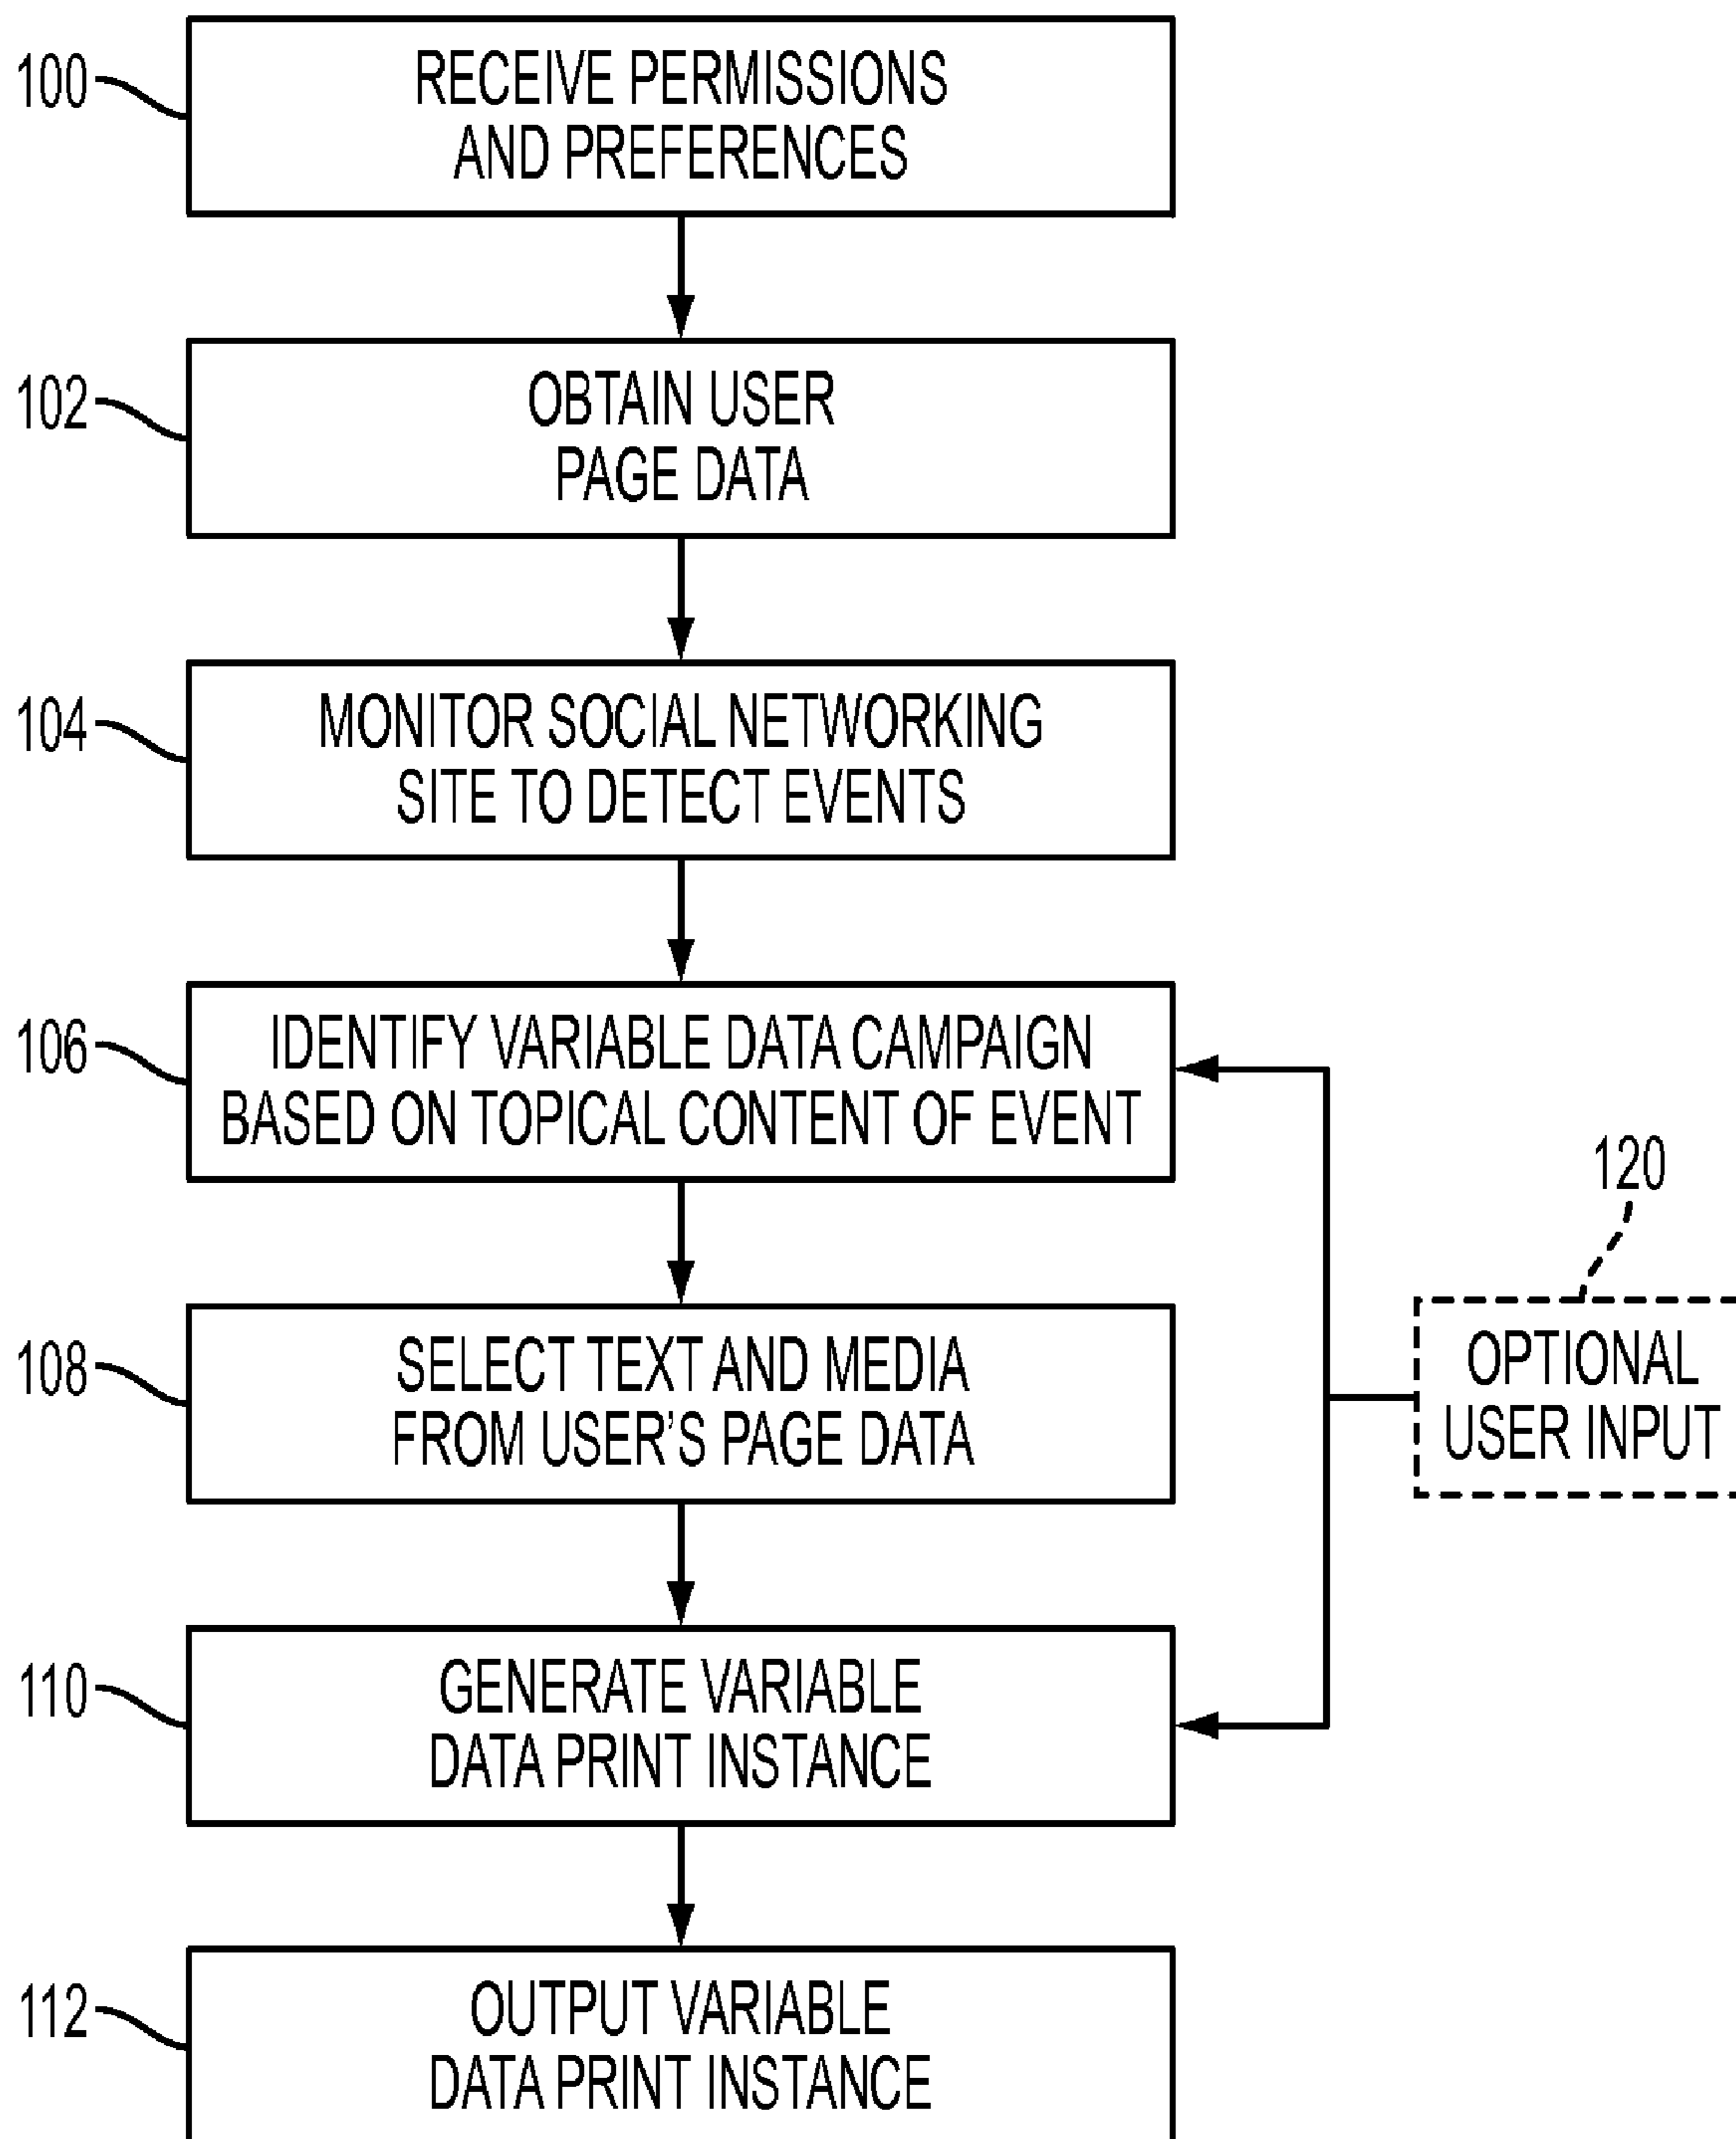 100
RECEIVE PERMISSIONS
AND PREFERENCES
102
OBTAIN USER
PAGE DATA
104
MONITOR SOCIAL NETWORKING
SITE TO DETECT EVENTS
106
IDENTIFY VARIABLE DATA CAMPAIGN
BASED ON TOPICAL CONTENT OF EVENT
120
OPTIONAL
USER INPUT
108
SELECT TEXT AND MEDIA
FROM USER'S PAGE DATA
110
GENERATE VARIABLE
DATA PRINT INSTANCE
112
OUTPUT VARIABLE
DATA PRINT INSTANCE